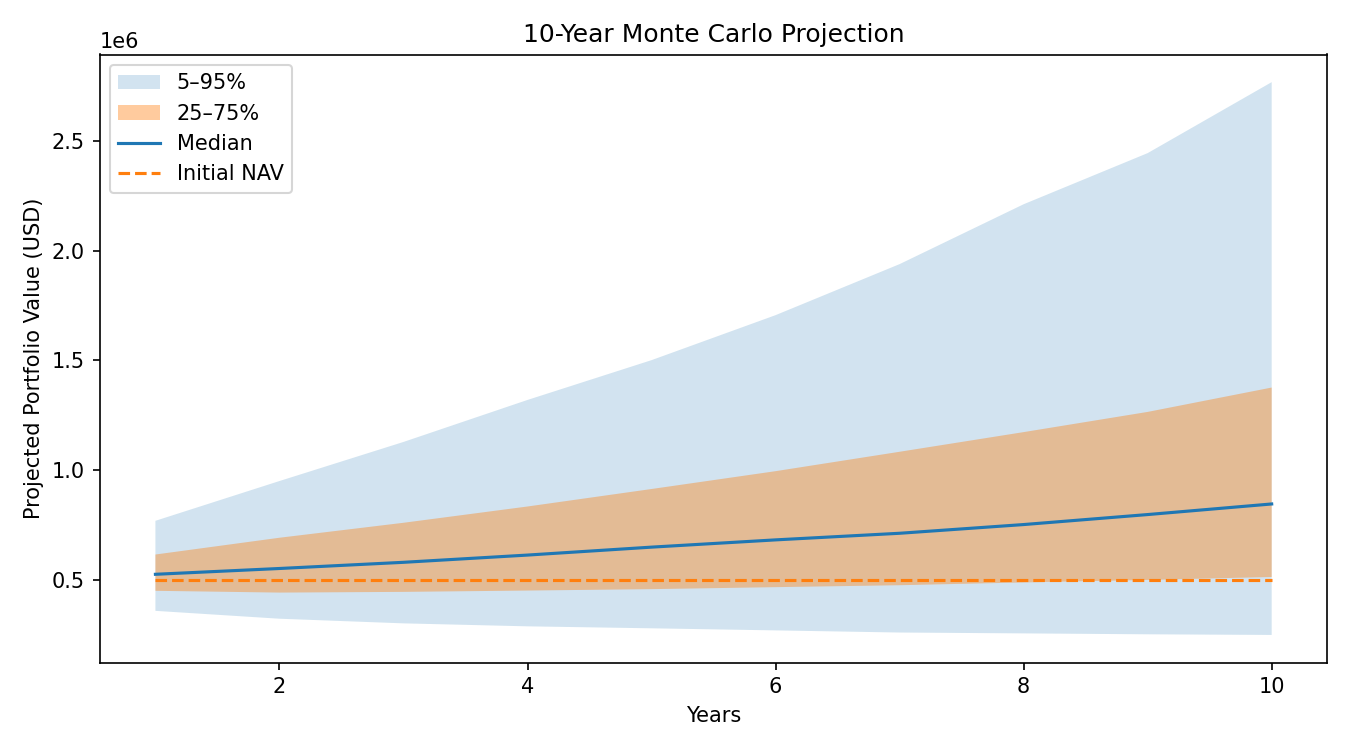 10-Year Monte Carlo Projection
1e6
5–95%
25–75%
Median
Initial NAV
2.5
2.0
1.5
1.0
0.5
Projected Portfolio Value (USD)
2 4 6 8 10
Years